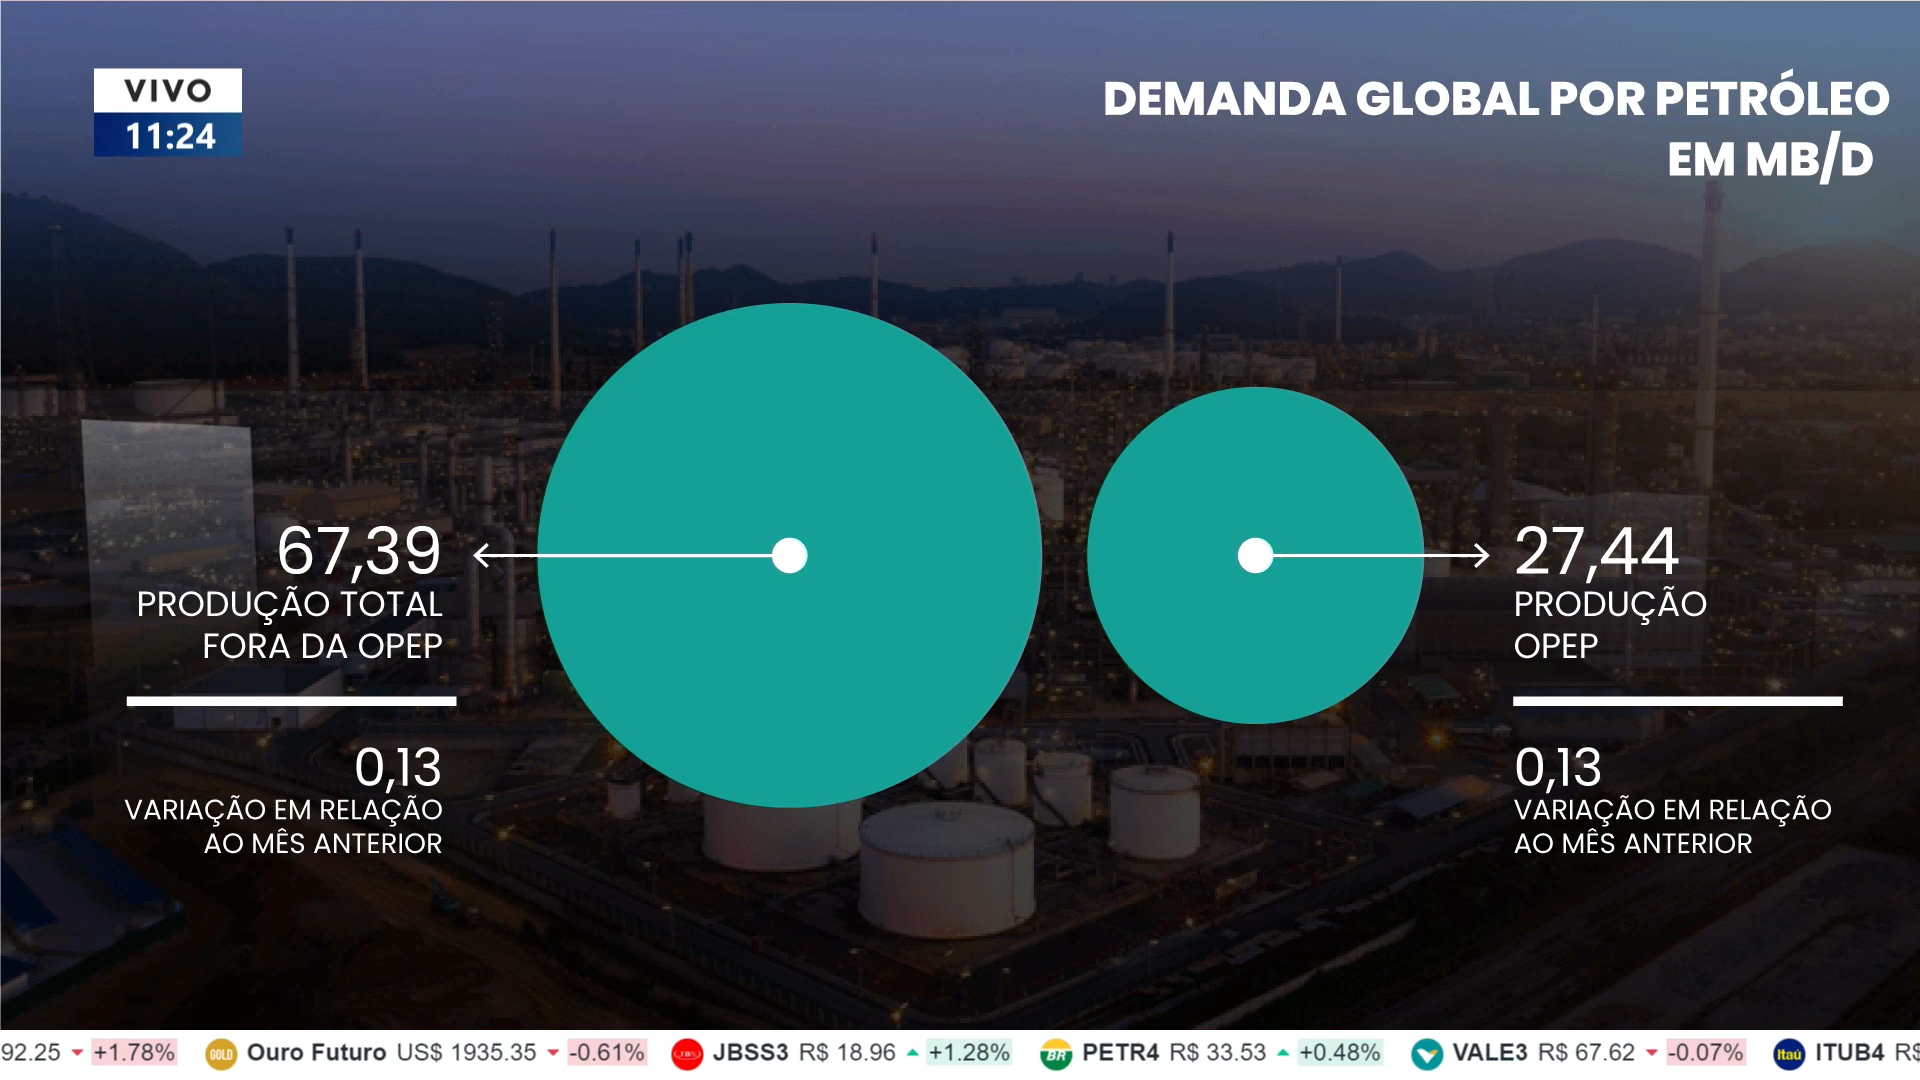 VIVO
11:24
DEMANDA GLOBAL POR PETRÓLEO
EM MB/D
67,39
PRODUÇÃO TOTAL
FORA DA OPEP
0,13
VARIAÇÃO EM RELAÇÃO
AO MÊS ANTERIOR
27,44
PRODUÇÃO
OPEP
0,13
VARIAÇÃO EM RELAÇÃO
AO MÊS ANTERIOR
92.25 +1.78% GOLD Ouro Futuro US$ 1935.35 -0.61% JBS JBSS3 R$ 18.96 +1.28% BR PETR4 R$ 33.53 +0.48% VALE3 R$ 67.62 -0.07% Itaú ITUB4 R$